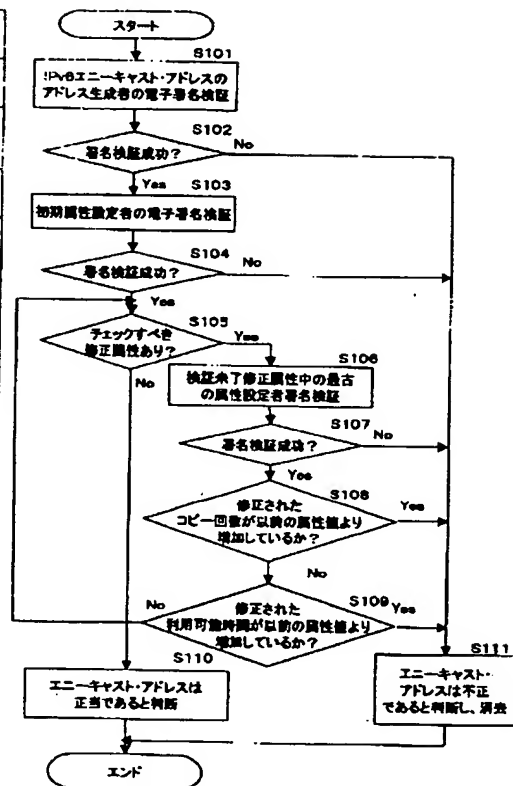 スタート
S101
IPv6エニーキャスト・アドレスの
アドレス生成者の電子署名検証
S102
署名検証成功?
No
Yes
S103
初期属性設定者の電子署名検証
S104
署名検証成功?
No
Yes
S105
チェックすべき
修正属性あり?
Yes
No
S106
検証未了修正属性中の最古
の属性設定者署名検証
S107
署名検証成功?
No
Yes
S108
修正された
コピー回数が以前の属性値より
増加しているか?
Yes
No
S109
修正された
利用可能時間が以前の属性値より
増加しているか?
Yes
No
S110
エニーキャスト・アドレスは
正当であると判断
S111
エニーキャスト・
アドレスは不正
であると判断し、消去
エンド